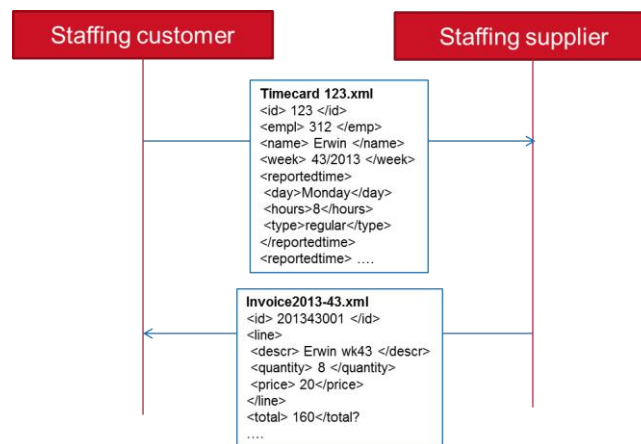 Staffing customer
Staffing supplier
Timecard 123.xml
<id> 123 </id>
<empl> 312 </emp>
<name> Erwin </name>
<week> 43/2013 </week>
<reportedtime>
<day>Monday</day>
<hours>8</hours>
<type>regular</type>
</reportedtime>
<reportedtime> ....
Invoice2013-43.xml
<id> 201343001 </id>
<line>
<descr> Erwin wk43 </descr>
<quantity> 8 </quantity>
<price> 20</price>
</line>
<total> 160</total?
....